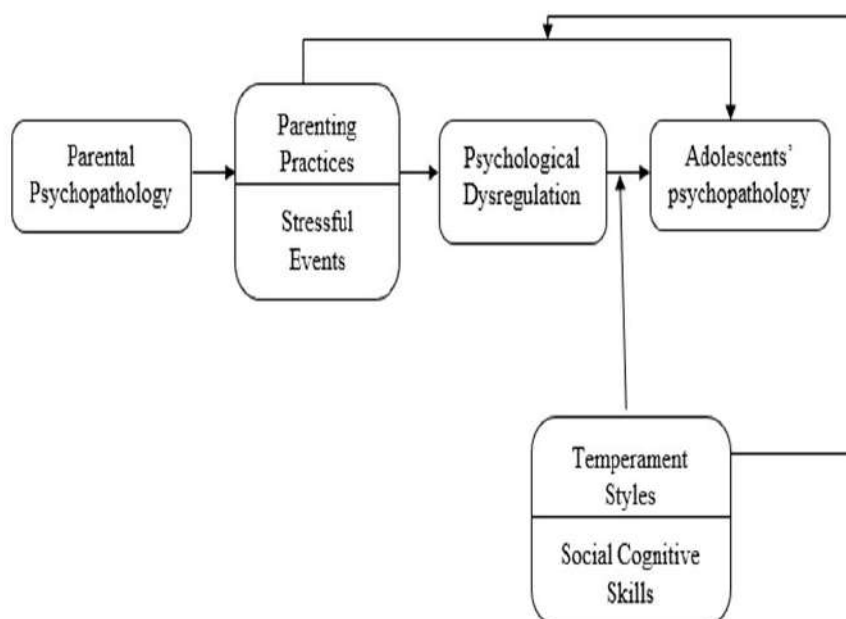 Parental
Psychopathology
Parenting
Practices
Stressful
Events
Psychological
Dysregulation
Adolescents’
psychopathology
Temperament
Styles
Social Cognitive
Skills